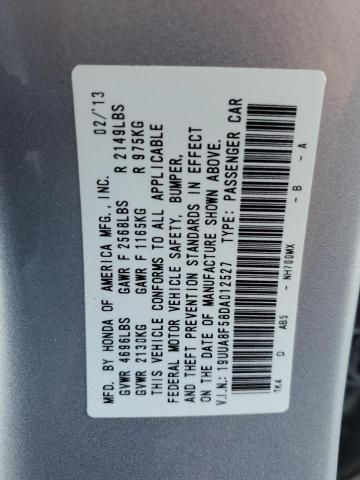 MFD. BY HONDA OF AMERICA MFG., INC. 02/'13
GVWR 4686LBS GAWR F 2568LBS R 2149LBS
GVWR 2130KG GAWR F 1165KG R 975KG
THIS VEHICLE CONFORMS TO ALL APPLICABLE
FEDERAL MOTOR VEHICLE SAFETY, BUMPER,
AND THEFT PREVENTION STANDARDS IN EFFECT
ON THE DATE OF MANUFACTURE SHOWN ABOVE.
V.I.N.: 19UUA8F58DA012527 TYPE: PASSENGER CAR
TK4 D AB5 - NH700MX - B - A